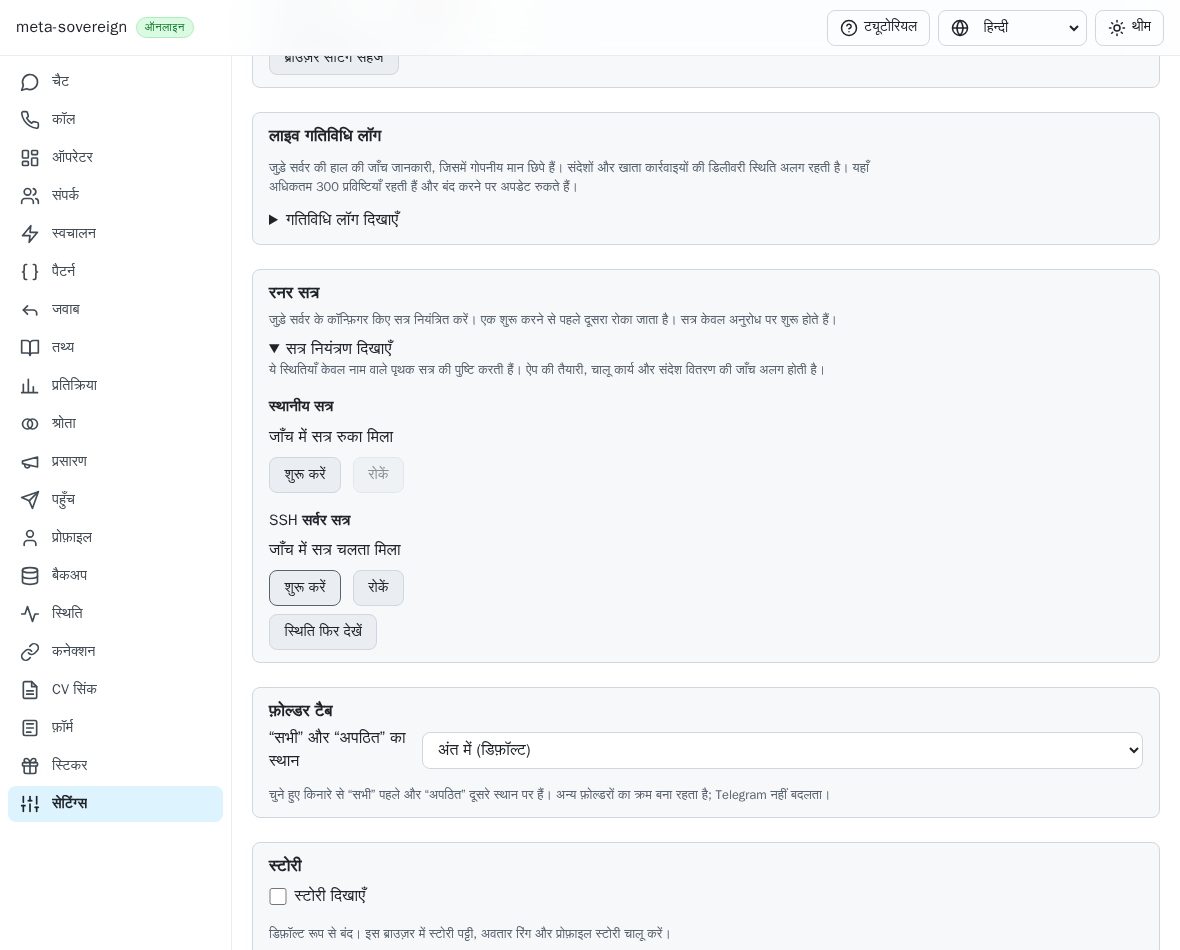 meta-sovereign
ऑनलाइन
ट्यूटोरियल
हिन्दी
थीम
चैट
कॉल
ऑपरेटर
संपर्क
स्वचालन
पैटर्न
जवाब
तथ्य
प्रतिक्रिया
श्रोता
प्रसारण
पहुँच
प्रोफ़ाइल
बैकअप
स्थिति
कनेक्शन
CV सिंक
फ़ॉर्म
स्टिकर
सेटिंग्स
लाइव गतिविधि लॉग
जुड़े सर्वर की हाल की जाँच जानकारी, जिसमें गोपनीय मान छिपे हैं। संदेशों और खाता कार्रवाइयों की डिलीवरी स्थिति अलग रहती है। यहाँ
अधिकतम 300 प्रविष्टियाँ रहती हैं और बंद करने पर अपडेट रुकते हैं।
गतिविधि लॉग दिखाएँ
रनर सत्र
जुड़े सर्वर के कॉन्फ़िगर किए सत्र नियंत्रित करें। एक शुरू करने से पहले दूसरा रोका जाता है। सत्र केवल अनुरोध पर शुरू होते हैं।
सत्र नियंत्रण दिखाएँ
ये स्थितियाँ केवल नाम वाले पृथक सत्र की पुष्टि करती हैं। ऐप की तैयारी, चालू कार्य और संदेश वितरण की जाँच अलग होती है।
स्थानीय सत्र
जाँच में सत्र रुका मिला
शुरू करें
रोकें
SSH सर्वर सत्र
जाँच में सत्र चलता मिला
शुरू करें
रोकें
स्थिति फिर देखें
फ़ोल्डर टैब
“सभी” और “अपठित” का
स्थान
अंत में (डिफ़ॉल्ट)
चुने हुए किनारे से “सभी” पहले और “अपठित” दूसरे स्थान पर हैं। अन्य फ़ोल्डरों का क्रम बना रहता है; Telegram नहीं बदलता।
स्टोरी
स्टोरी दिखाएँ
डिफ़ॉल्ट रूप से बंद। इस ब्राउज़र में स्टोरी पट्टी, अवतार रिंग और प्रोफ़ाइल स्टोरी चालू करें।